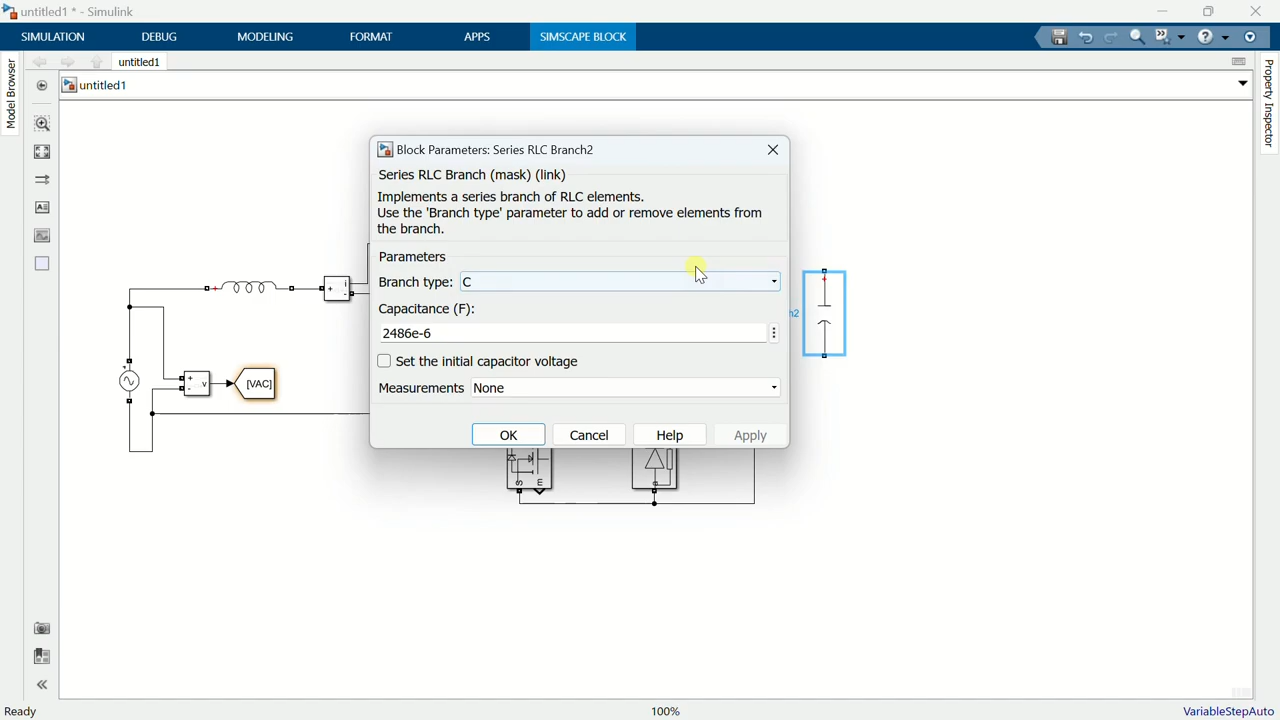 untitled1 * - Simulink
SIMULATION DEBUG MODELING FORMAT APPS SIMSCAPE BLOCK
untitled1
Model Browser
untitled1
Property Inspector
Block Parameters: Series RLC Branch2
Series RLC Branch (mask) (link)
Implements a series branch of RLC elements.
Use the 'Branch type' parameter to add or remove elements from
the branch.
Parameters
Branch type: C
Capacitance (F):
2486e-6
Set the initial capacitor voltage
Measurements None
OK Cancel Help Apply
i
+
-
h2
+
-
v
[VAC]
S m
Ready 100% VariableStepAuto